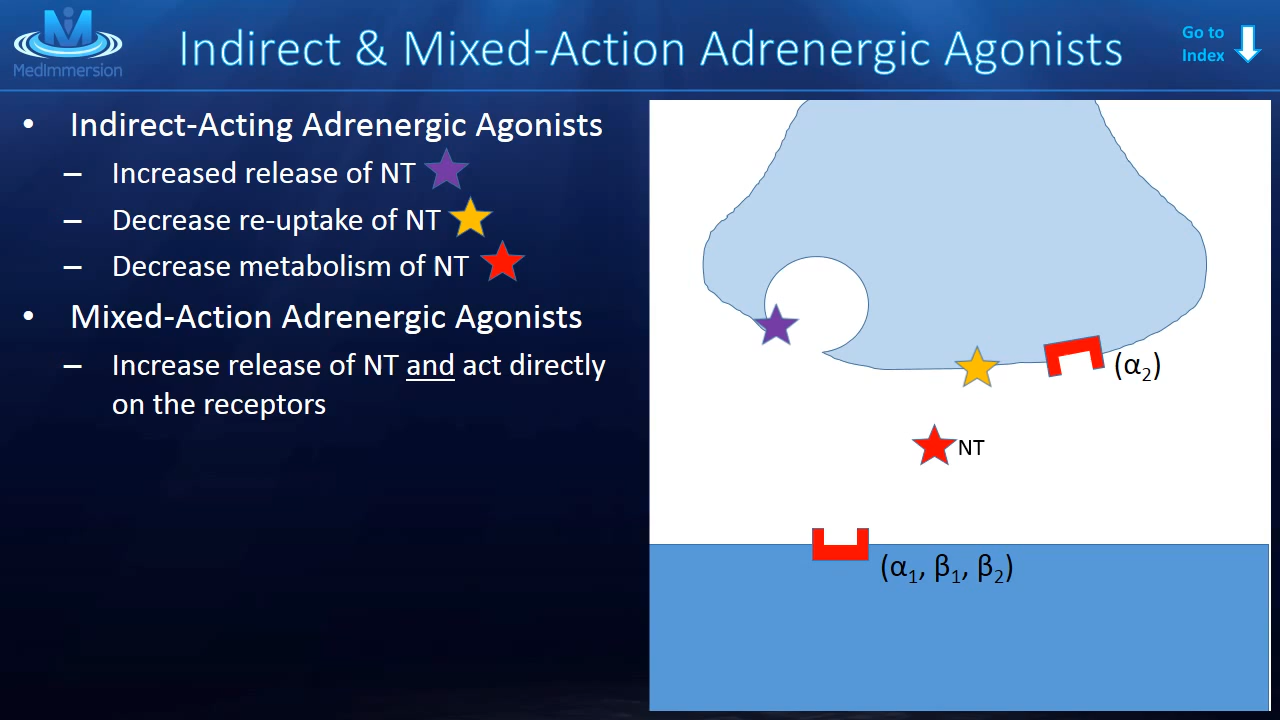 MedImmersion
Indirect & Mixed-Action Adrenergic Agonists
Go to
Index
• Indirect-Acting Adrenergic Agonists
– Increased release of NT
– Decrease re-uptake of NT
– Decrease metabolism of NT
• Mixed-Action Adrenergic Agonists
– Increase release of NT and act directly
on the receptors
(α₂)
NT
(α₁, β₁, β₂)